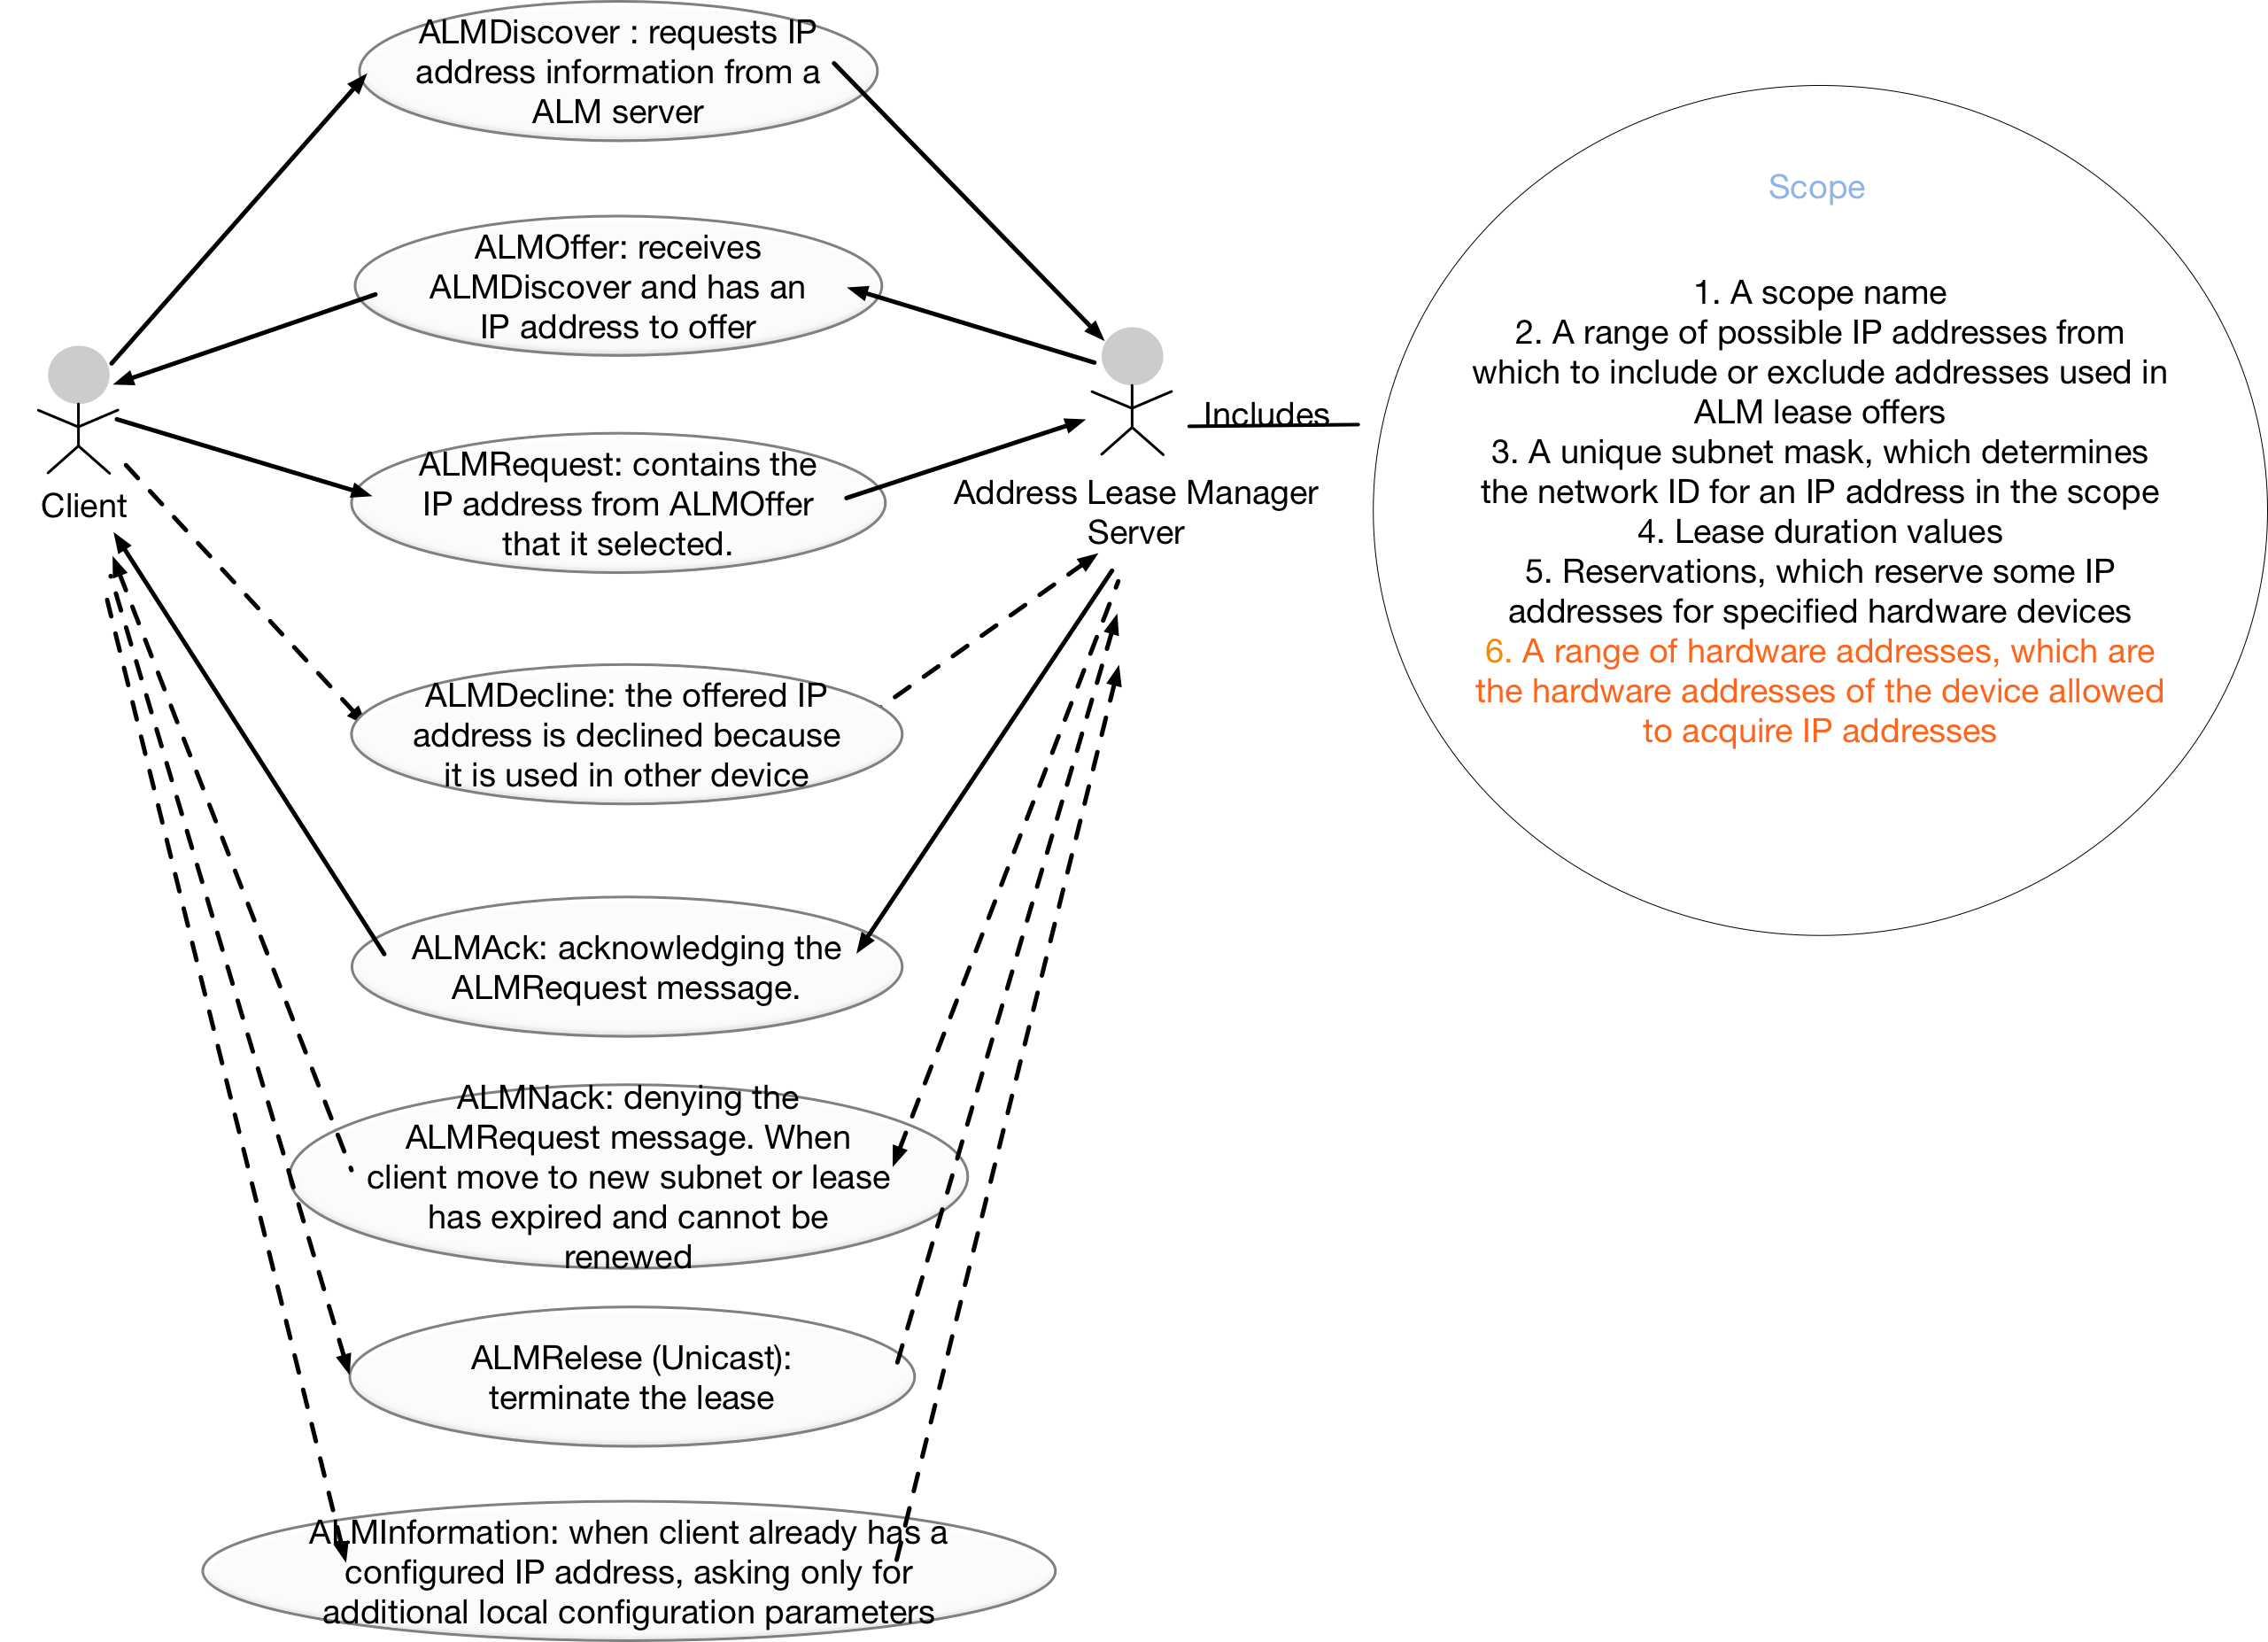 ALMDiscover : requests IP
address information from a
ALM server
ALMOffer: receives
ALMDiscover and has an
IP address to offer
ALMRequest: contains the
IP address from ALMOffer
that it selected.
Client
Address Lease Manager
Server
Includes
ALMDecline: the offered IP
address is declined because
it is used in other device
ALMAck: acknowledging the
ALMRequest message.
ALMNack: denying the
ALMRequest message. When
client move to new subnet or lease
has expired and cannot be
renewed
ALMRelese (Unicast):
terminate the lease
ALMInformation: when client already has a
configured IP address, asking only for
additional local configuration parameters
Scope
1. A scope name
2. A range of possible IP addresses from
which to include or exclude addresses used in
ALM lease offers
3. A unique subnet mask, which determines
the network ID for an IP address in the scope
4. Lease duration values
5. Reservations, which reserve some IP
addresses for specified hardware devices
6. A range of hardware addresses, which are
the hardware addresses of the device allowed
to acquire IP addresses